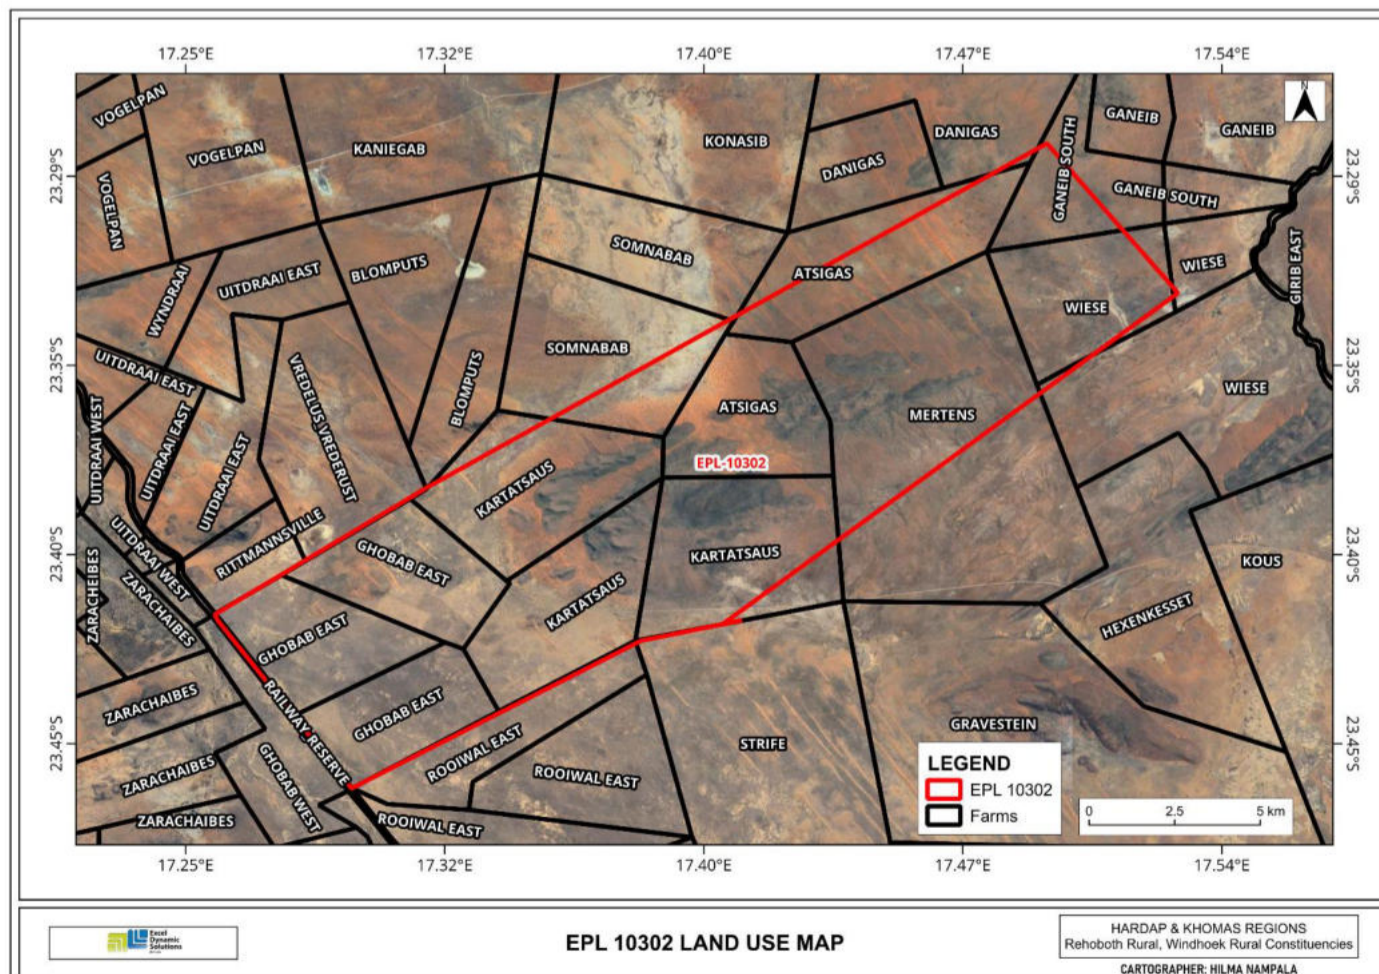 17.25°E
17.32°E
17.40°E
17.47°E
17.54°E
N
VOGELPAN
VOGELPAN
VOGELPAN
KANIEGAB
KONASIB
DANIGAS
DANIGAS
GANEIB
GANEIB
GANEIB SOUTH
GANEIB SOUTH
23.29°S
23.29°S
SOMNABAB
SOMNABAB
ATSIGAS
WIESE
WIESE
WIESE
GIRIB EAST
WYNDRAAI
UITDRAAI EAST
BLOMPUTS
BLOMPUTS
23.35°S
23.35°S
UITDRAAI EAST
UITDRAAI WEST
UITDRAAI EAST
UITDRAAI EAST
VREDELUS_VREDERUST
ATSIGAS
MERTENS
EPL-10302
KARTATSAUS
RITTMANNSVILLE
GHOBAB EAST
KARTATSAUS
KARTATSAUS
KOUS
HEXENKESSET
23.40°S
23.40°S
UITDRAAI WEST
ZARACHEIBES
ZARACHAIBES
GHOBAB EAST
GHOBAB EAST
RAILWAY_RESERVE
ZARACHAIBES
ZARACHAIBES
ZARACHAIBES
GHOBAB WEST
ROOIWAL EAST
ROOIWAL EAST
ROOIWAL EAST
STRIFE
GRAVESTEIN
23.45°S
23.45°S
LEGEND
EPL 10302
Farms
0 2.5 5 km
17.25°E
17.32°E
17.40°E
17.47°E
17.54°E
Excel
Dynamic
Solutions
EPL 10302 LAND USE MAP
HARDAP & KHOMAS REGIONS
Rehoboth Rural, Windhoek Rural Constituencies
CARTOGRAPHER: HILMA NAMPALA